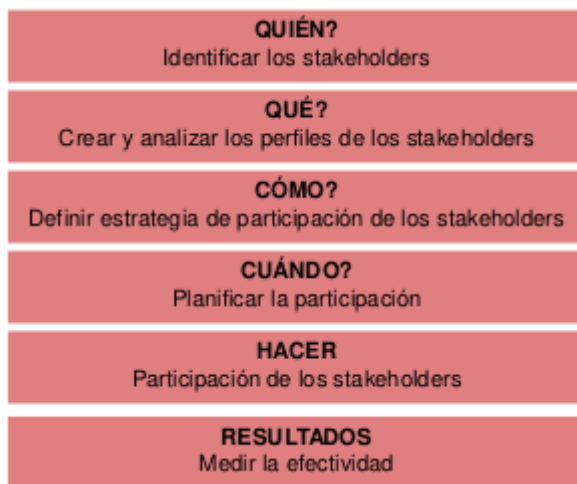 QUIÉN?
Identificar los stakeholders
QUÉ?
Crear y analizar los perfiles de los stakeholders
CÓMO?
Definir estrategia de participación de los stakeholders
CUÁNDO?
Planificar la participación
HACER
Participación de los stakeholders
RESULTADOS
Medir la efectividad